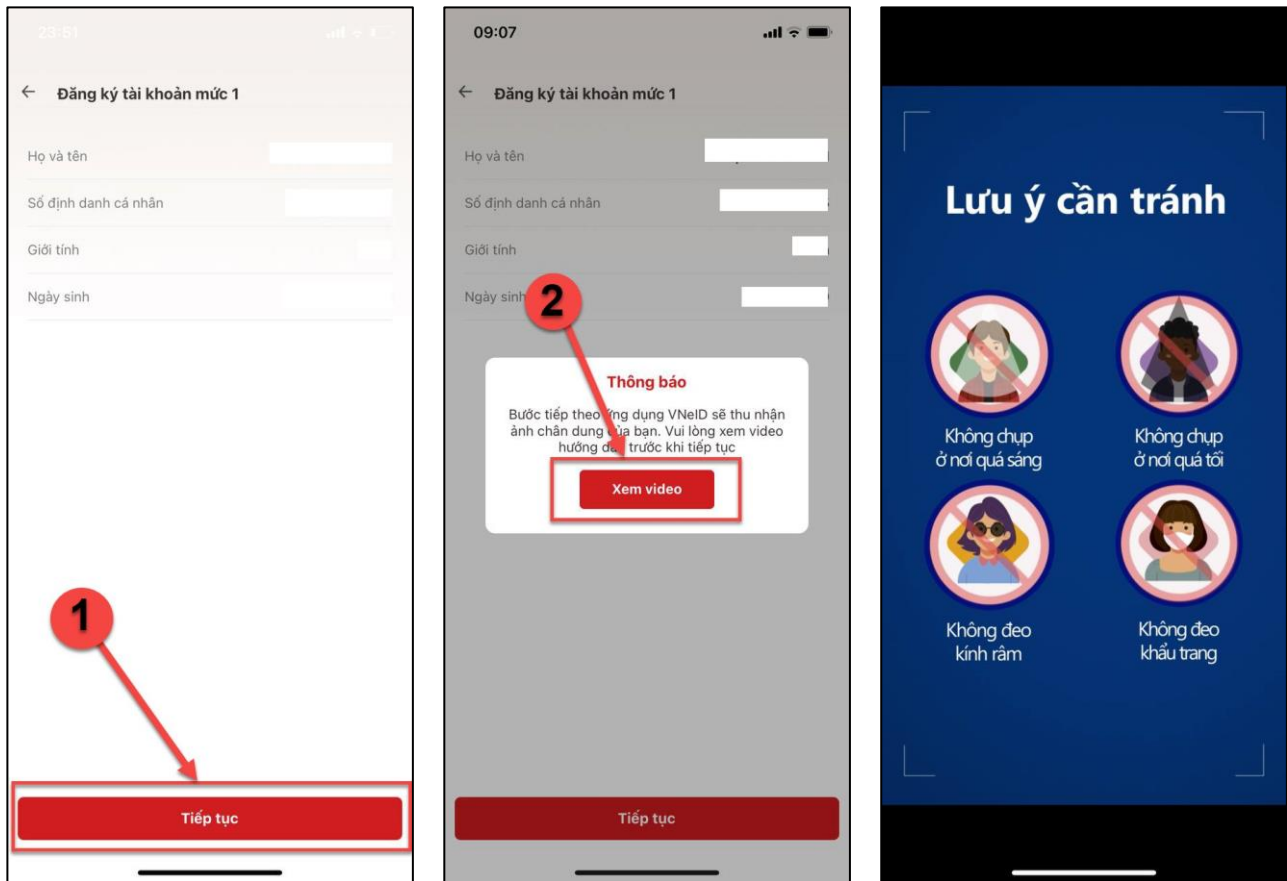 23:51
Đăng ký tài khoản mức 1
Họ và tên
Số định danh cá nhân
Giới tính
Ngày sinh
1
Tiếp tục
09:07
Đăng ký tài khoản mức 1
Họ và tên
Số định danh cá nhân
Giới tính
Ngày sinh
2
Thông báo
Bước tiếp theo ứng dụng VNeID sẽ thu nhận
ảnh chân dung của bạn. Vui lòng xem video
hướng dẫn trước khi tiếp tục
Xem video
Tiếp tục
Lưu ý cần tránh
Không chụp
ở nơi quá sáng
Không chụp
ở nơi quá tối
Không đeo
kính râm
Không đeo
khẩu trang